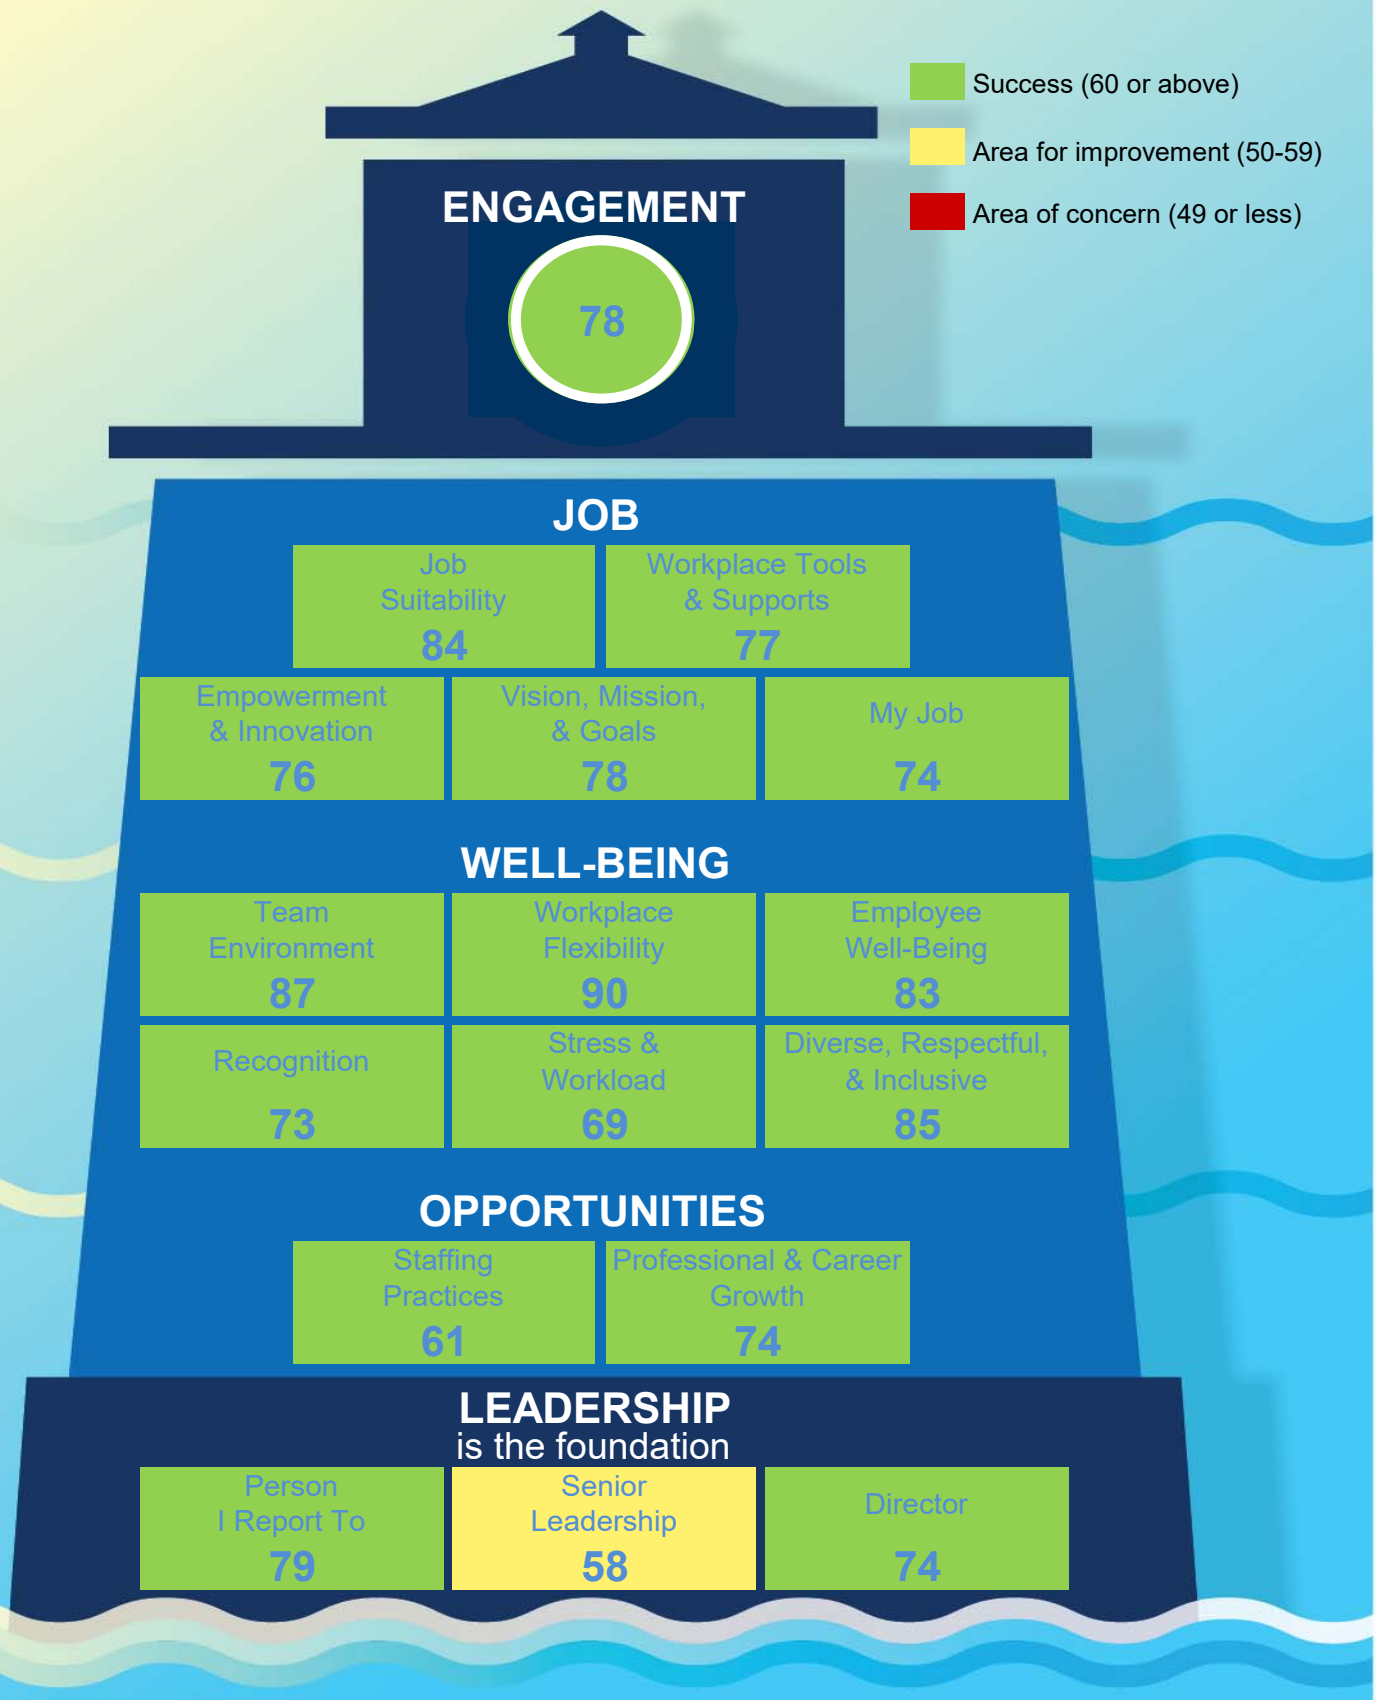 Success (60 or above)
Area for improvement (50-59)
Area of concern (49 or less)
ENGAGEMENT
78
JOB
Job
Suitability
84
Workplace Tools
& Supports
77
Empowerment
& Innovation
76
Vision, Mission,
& Goals
78
My Job
74
WELL-BEING
Team
Environment
87
Workplace
Flexibility
90
Employee
Well-Being
83
Recognition
73
Stress &
Workload
69
Diverse, Respectful,
& Inclusive
85
OPPORTUNITIES
Staffing
Practices
61
Professional & Career
Growth
74
LEADERSHIP
is the foundation
Person
I Report To
79
Senior
Leadership
58
Director
74